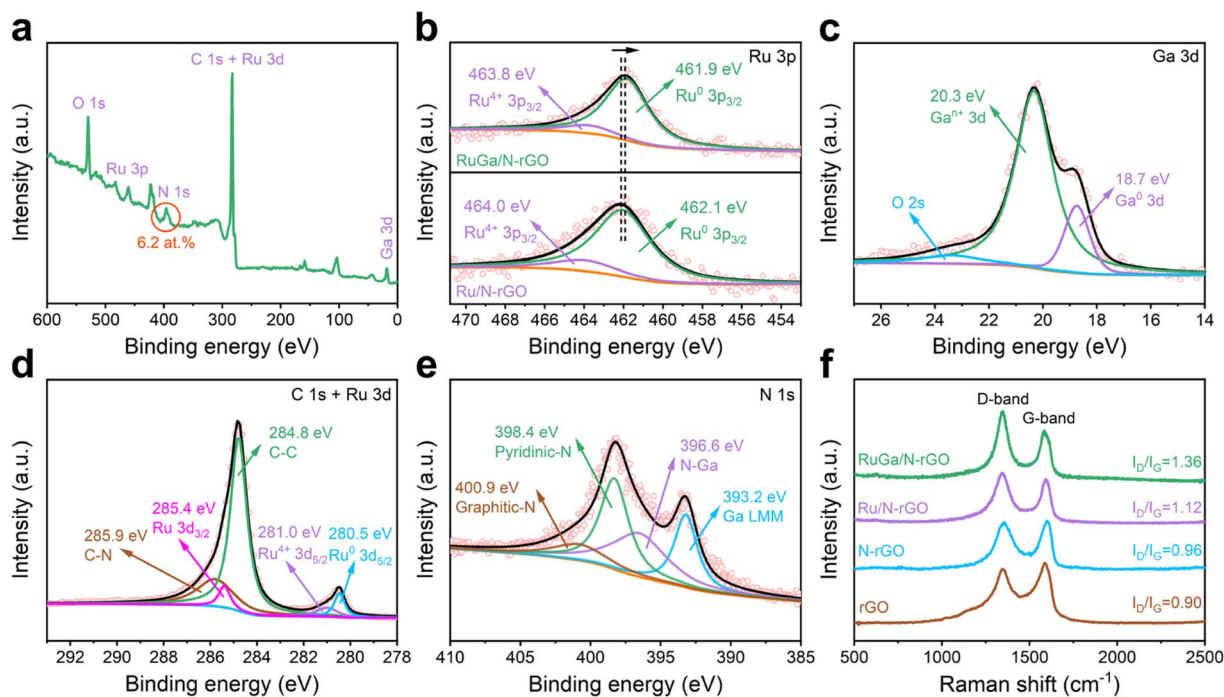 a
C 1s + Ru 3d
O 1s
Ru 3p
N 1s
6.2 at.%
Ga 3d
Intensity (a.u.)
600 500 400 300 200 100 0
Binding energy (eV)
b
Ru 3p
463.8 eV
Ru⁴⁺ 3p₃/₂
461.9 eV
Ru⁰ 3p₃/₂
RuGa/N-rGO
464.0 eV
Ru⁴⁺ 3p₃/₂
462.1 eV
Ru⁰ 3p₃/₂
Ru/N-rGO
Intensity (a.u.)
470 468 466 464 462 460 458 456 454
Binding energy (eV)
c
Ga 3d
20.3 eV
Gaⁿ⁺ 3d
18.7 eV
Ga⁰ 3d
O 2s
Intensity (a.u.)
26 24 22 20 18 16 14
Binding energy (eV)
d
C 1s + Ru 3d
284.8 eV
C-C
285.4 eV
Ru 3d₃/₂
285.9 eV
C-N
281.0 eV
Ru⁴⁺ 3d₅/₂
280.5 eV
Ru⁰ 3d₅/₂
Intensity (a.u.)
292 290 288 286 284 282 280 278
Binding energy (eV)
e
N 1s
398.4 eV
Pyridinic-N
396.6 eV
N-Ga
400.9 eV
Graphitic-N
393.2 eV
Ga LMM
Intensity (a.u.)
410 405 400 395 390 385
Binding energy (eV)
f
D-band
G-band
RuGa/N-rGO
I_D/I_G=1.36
Ru/N-rGO
I_D/I_G=1.12
N-rGO
I_D/I_G=0.96
rGO
I_D/I_G=0.90
Intensity (a.u.)
500 1000 1500 2000 2500
Raman shift (cm⁻¹)